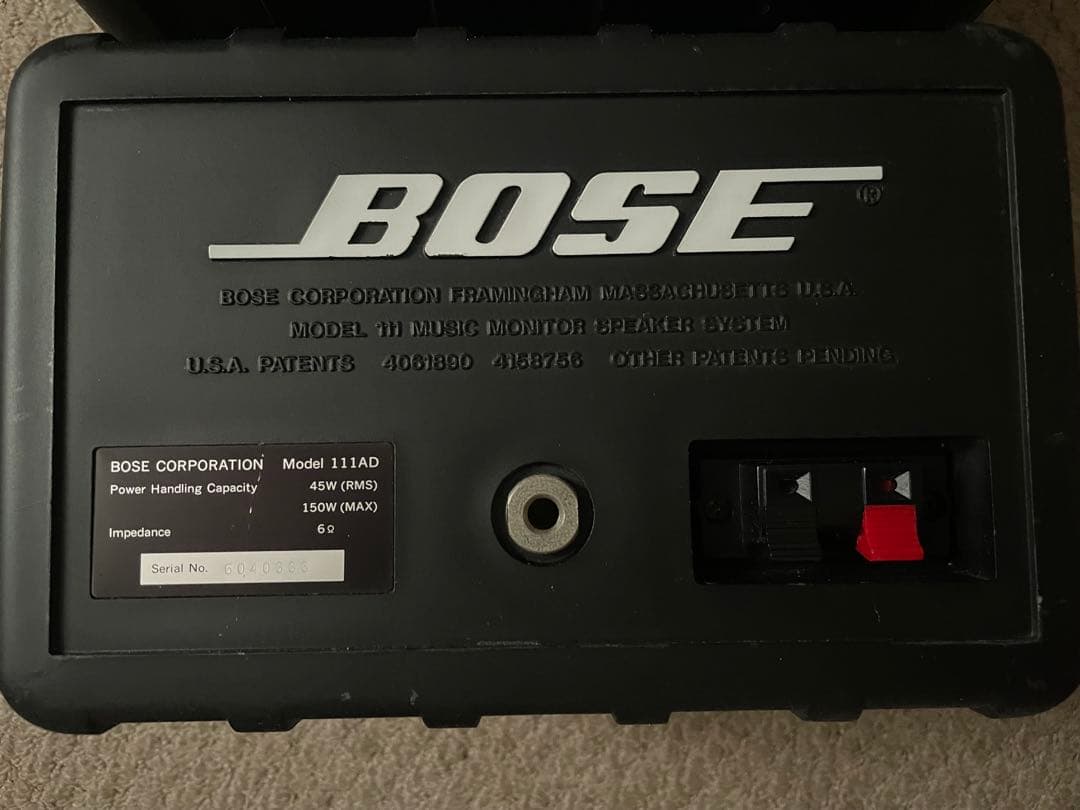 BOSE®
BOSE CORPORATION FRAMINGHAM MASSACHUSETTS U.S.A.
MODEL 111 MUSIC MONITOR SPEAKER SYSTEM
U.S.A. PATENTS 4061890 4158756 OTHER PATENTS PENDING
BOSE CORPORATION Model 111AD
Power Handling Capacity 45W (RMS)
150W (MAX)
Impedance 6Ω
Serial No.